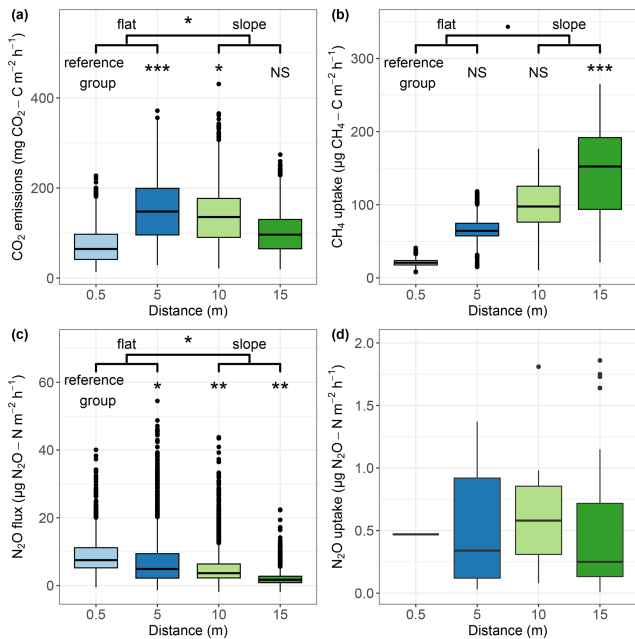 (a)
*
flat
slope
reference
group
***
*
NS
CO₂ emissions (mg CO₂ – C m⁻² h⁻¹)
400
200
0
0.5 5 10 15
Distance (m)
(b)
.
flat
slope
reference
group
NS
NS
***
CH₄ uptake (µg CH₄ – C m⁻² h⁻¹)
300
200
100
0
0.5 5 10 15
Distance (m)
(c)
*
flat
slope
reference
group
*
**
**
N₂O flux (µg N₂O – N m⁻² h⁻¹)
60
40
20
0
0.5 5 10 15
Distance (m)
(d)
N₂O uptake (µg N₂O – N m⁻² h⁻¹)
2.0
1.5
1.0
0.5
0.0
0.5 5 10 15
Distance (m)